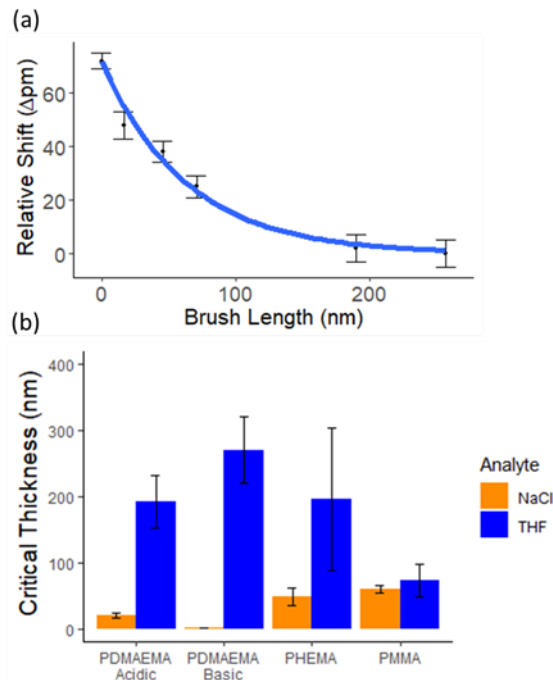 (a)
Relative Shift (Δpm)
60
40
20
0
0 100 200
Brush Length (nm)
(b)
Critical Thickness (nm)
400
300
200
100
0
PDMAEMA PDMAEMA PHEMA PMMA
Acidic Basic
Analyte
NaCl
THF